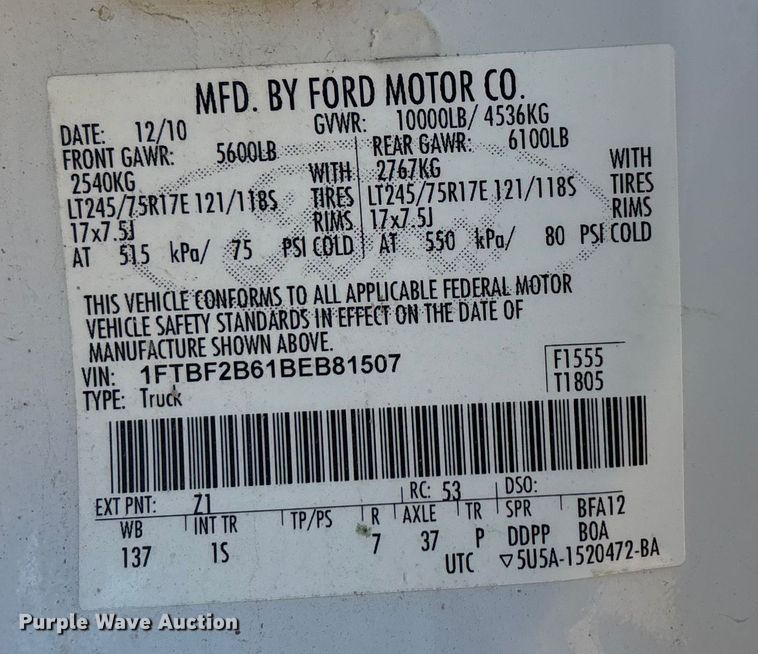 MFD. BY FORD MOTOR CO.
DATE: 12/10 GVWR: 10000LB/ 4536KG
FRONT GAWR: 5600LB REAR GAWR: 6100LB
2540KG WITH 2767KG WITH
LT245/75R17E 121/118S TIRES LT245/75R17E 121/118S TIRES
17x7.5J RIMS 17x7.5J RIMS
AT 515 kPa/ 75 PSI COLD AT 550 kPa/ 80 PSI COLD
THIS VEHICLE CONFORMS TO ALL APPLICABLE FEDERAL MOTOR
VEHICLE SAFETY STANDARDS IN EFFECT ON THE DATE OF
MANUFACTURE SHOWN ABOVE.
VIN: 1FTBF2B61BEB81507 F1555
TYPE: Truck T1805
EXT PNT: Z1 RC: 53 DSO:
WB INT TR TP/PS R AXLE TR SPR BFA12
137 1S 7 37 P DDPP BOA
UTC ▽5U5A-1520472-BA
Purple Wave Auction